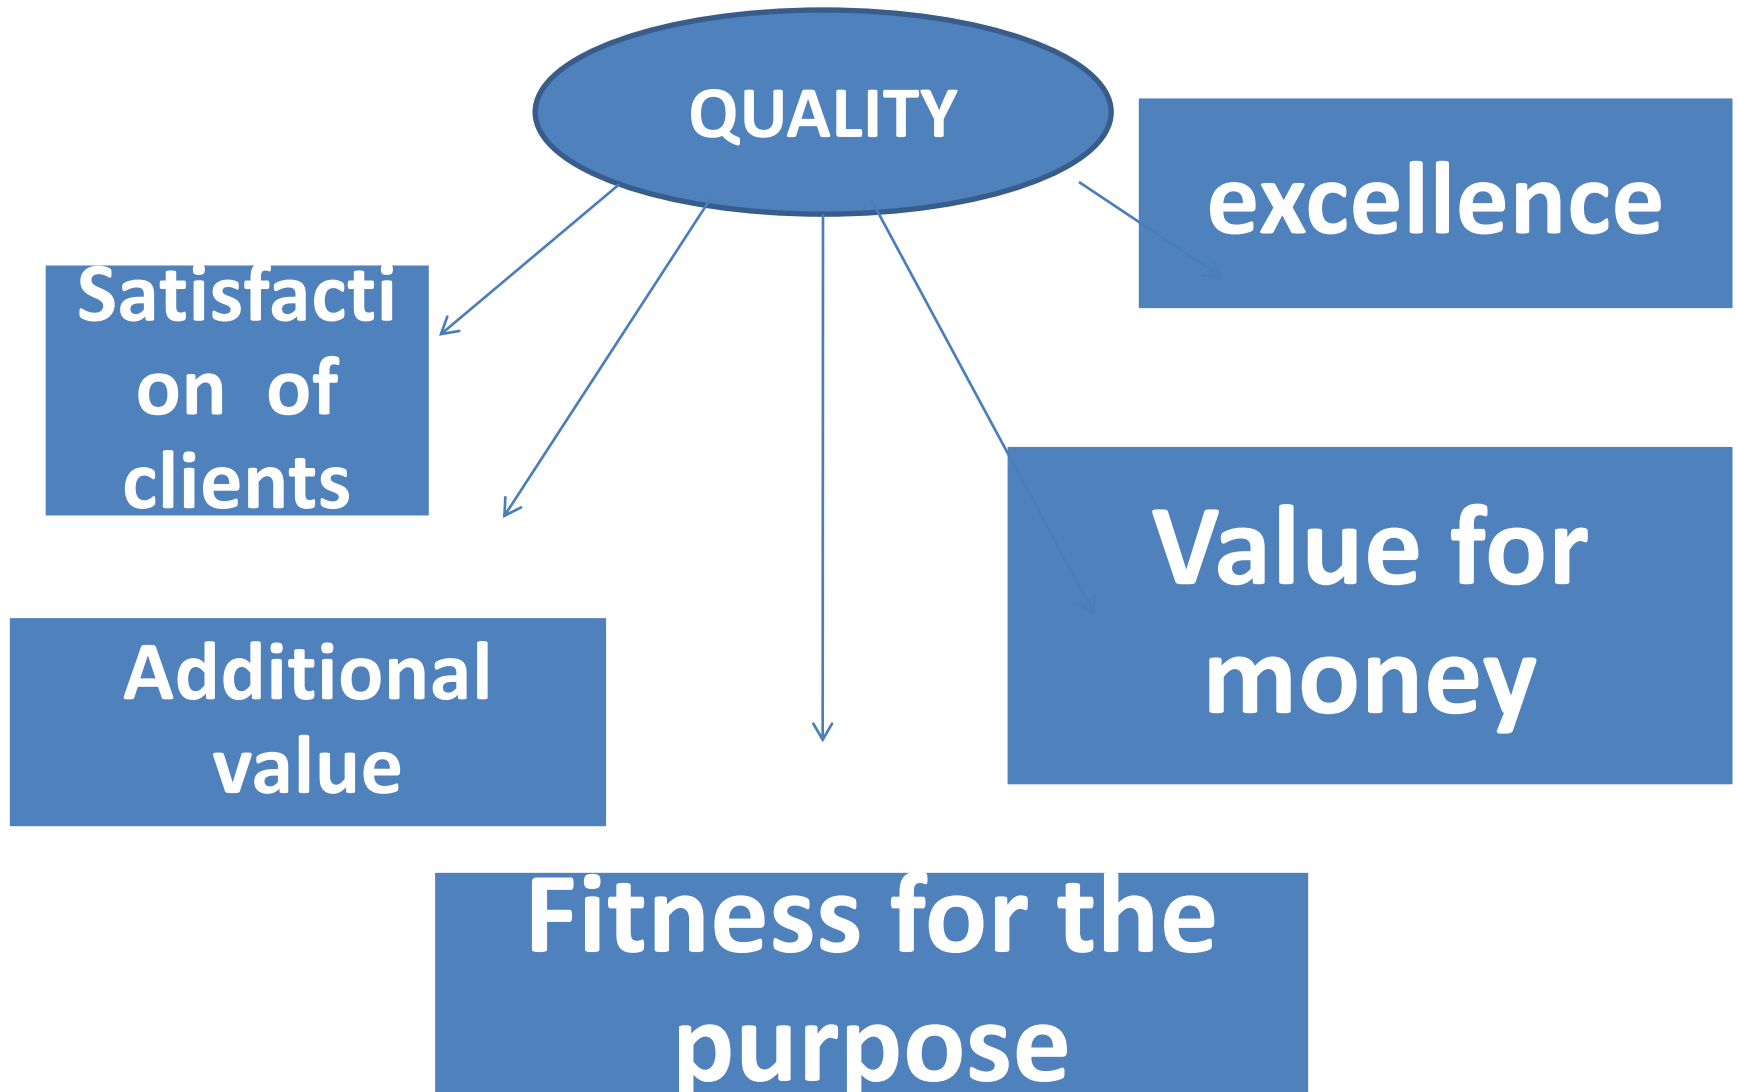 QUALITY
excellence
Satisfacti
on of
clients
Value for
money
Additional
value
Fitness for the
purpose